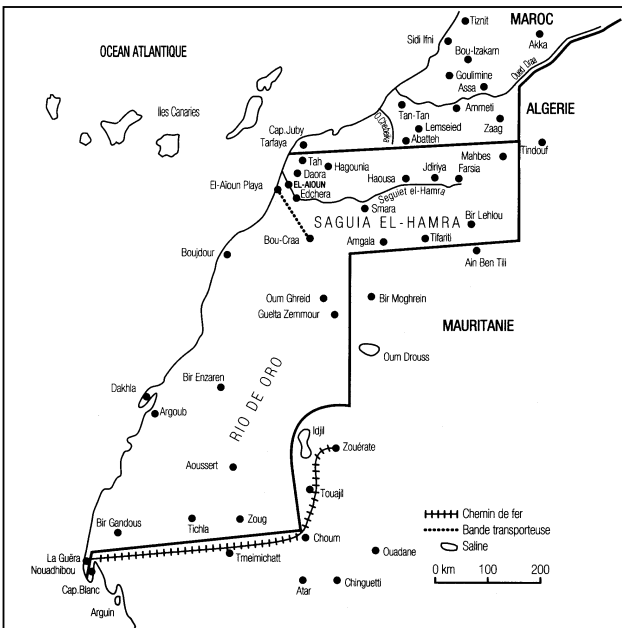 Tiznit
MAROC
Akka
Sidi Ifni
Bou-Izakarn
OCEAN ATLANTIQUE
Goulimine
Assa
Oued Draa
Iles Canaries
Tan-Tan
Ammeti
ALGERIE
O.Chebeika
Lemseied
Zaag
Cap.Juby
Tarfaya
Abatteh
Tindouf
Mahbes
Tah
Hagounia
Daora
Jdiriya
Farsia
Haousa
EL-AIOUN
El-Aïoun Playa
Edchera
Seguiet el-Hamra
Smara
SAGUIA EL-HAMRA
Bir Lehlou
Bou-Craa
Amgala
Tifariti
Boujdour
Ain Ben Tili
Oum Ghreid
Bir Moghrein
Guelta Zemmour
MAURITANIE
Oum Drouss
Bir Enzaren
Dakhla
RIO DE ORO
Argoub
Idjil
Zouérate
Aoussert
Touajil
Chemin de fer
Bir Gandous
Tichla
Zoug
Bande transporteuse
Choum
Saline
La Guêra
Tmeimichatt
Ouadane
Nouadhibou
0 km 100 200
Cap.Blanc
Atar
Chinguetti
Arguin